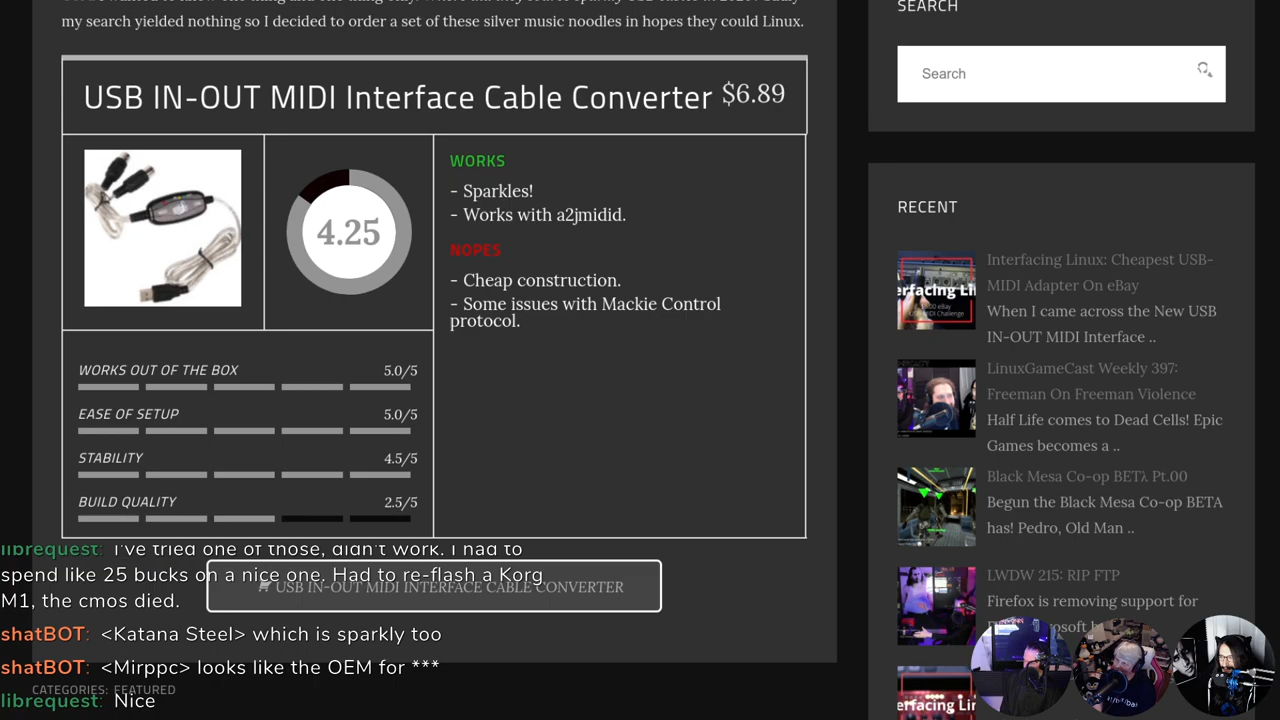 my search yielded nothing so I decided to order a set of these silver music noodles in hopes they could Linux.
USB IN-OUT MIDI Interface Cable Converter $6.89
4.25
WORKS
- Sparkles!
- Works with a2jmidid.
NOPES
- Cheap construction.
- Some issues with Mackie Control
protocol.
WORKS OUT OF THE BOX 5.0/5
EASE OF SETUP 5.0/5
STABILITY 4.5/5
BUILD QUALITY 2.5/5
USB IN-OUT MIDI INTERFACE CABLE CONVERTER
CATEGORIES: FEATURED
librequest: I've tried one of those, didn't work. I had to
spend like 25 bucks on a nice one. Had to re-flash a Korg
M1, the cmos died.
shatBOT: <Katana Steel> which is sparkly too
shatBOT: <Mirppc> looks like the OEM for ***
librequest: Nice
SEARCH
Search
RECENT
Interfacing Linux: Cheapest USB-
MIDI Adapter On eBay
When I came across the New USB
IN-OUT MIDI Interface ..
LinuxGameCast Weekly 397:
Freeman On Freeman Violence
Half Life comes to Dead Cells! Epic
Games becomes a ..
Black Mesa Co-op BETλ Pt.00
Begun the Black Mesa Co-op BETA
has! Pedro, Old Man ..
LWDW 215: RIP FTP
Firefox is removing support for